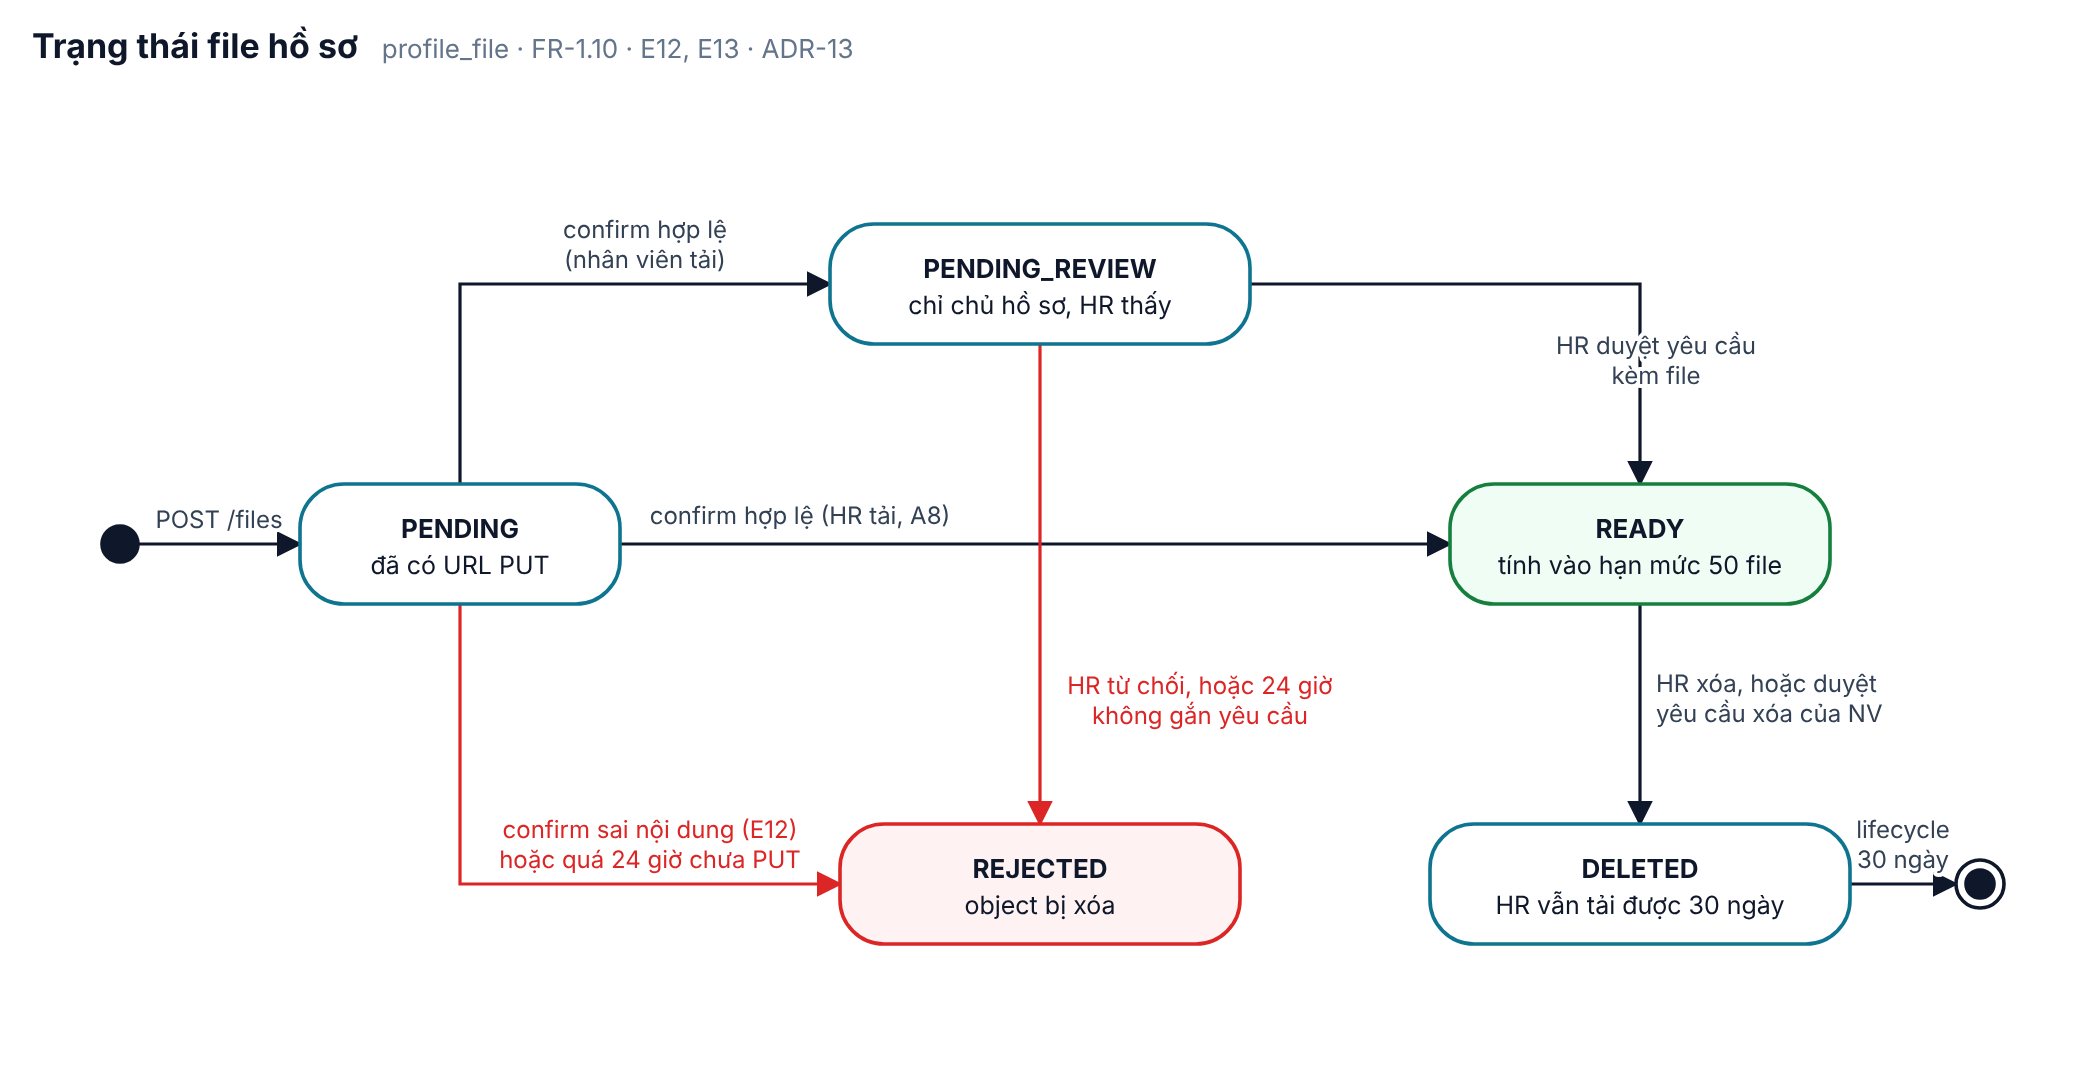 Trạng thái file hồ sơ profile_file · FR-1.10 · E12, E13 · ADR-13
confirm hợp lệ
(nhân viên tải)
PENDING_REVIEW
chỉ chủ hồ sơ, HR thấy
HR duyệt yêu cầu
kèm file
POST /files
PENDING
đã có URL PUT
confirm hợp lệ (HR tải, A8)
READY
tính vào hạn mức 50 file
HR từ chối, hoặc 24 giờ
không gắn yêu cầu
HR xóa, hoặc duyệt
yêu cầu xóa của NV
confirm sai nội dung (E12)
hoặc quá 24 giờ chưa PUT
REJECTED
object bị xóa
DELETED
HR vẫn tải được 30 ngày
lifecycle
30 ngày